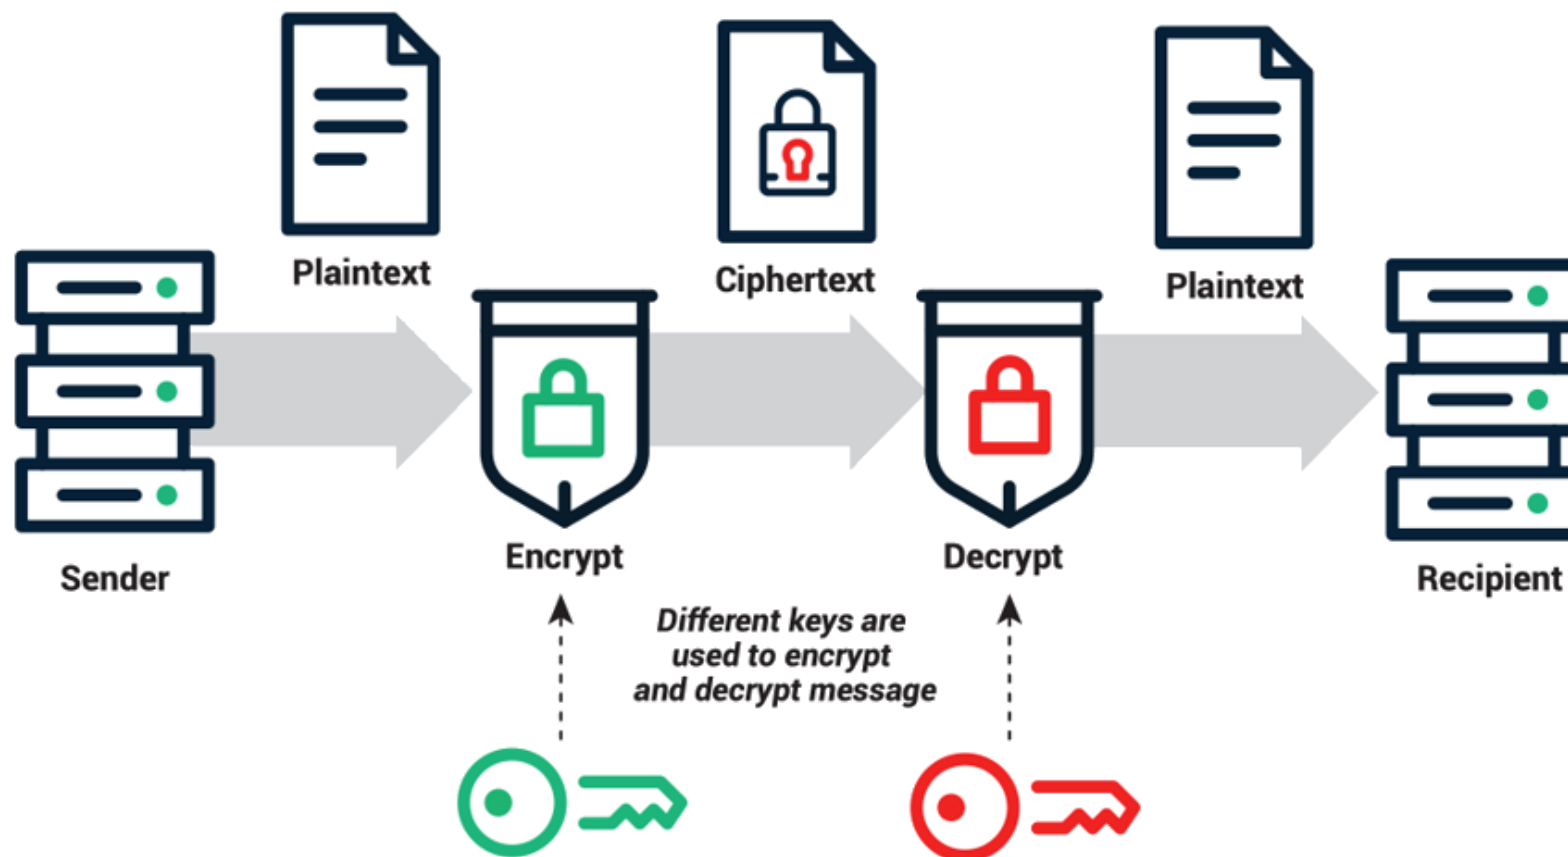 Plaintext
Ciphertext
Plaintext
Sender
Encrypt
Decrypt
Recipient
Different keys are
used to encrypt
and decrypt message